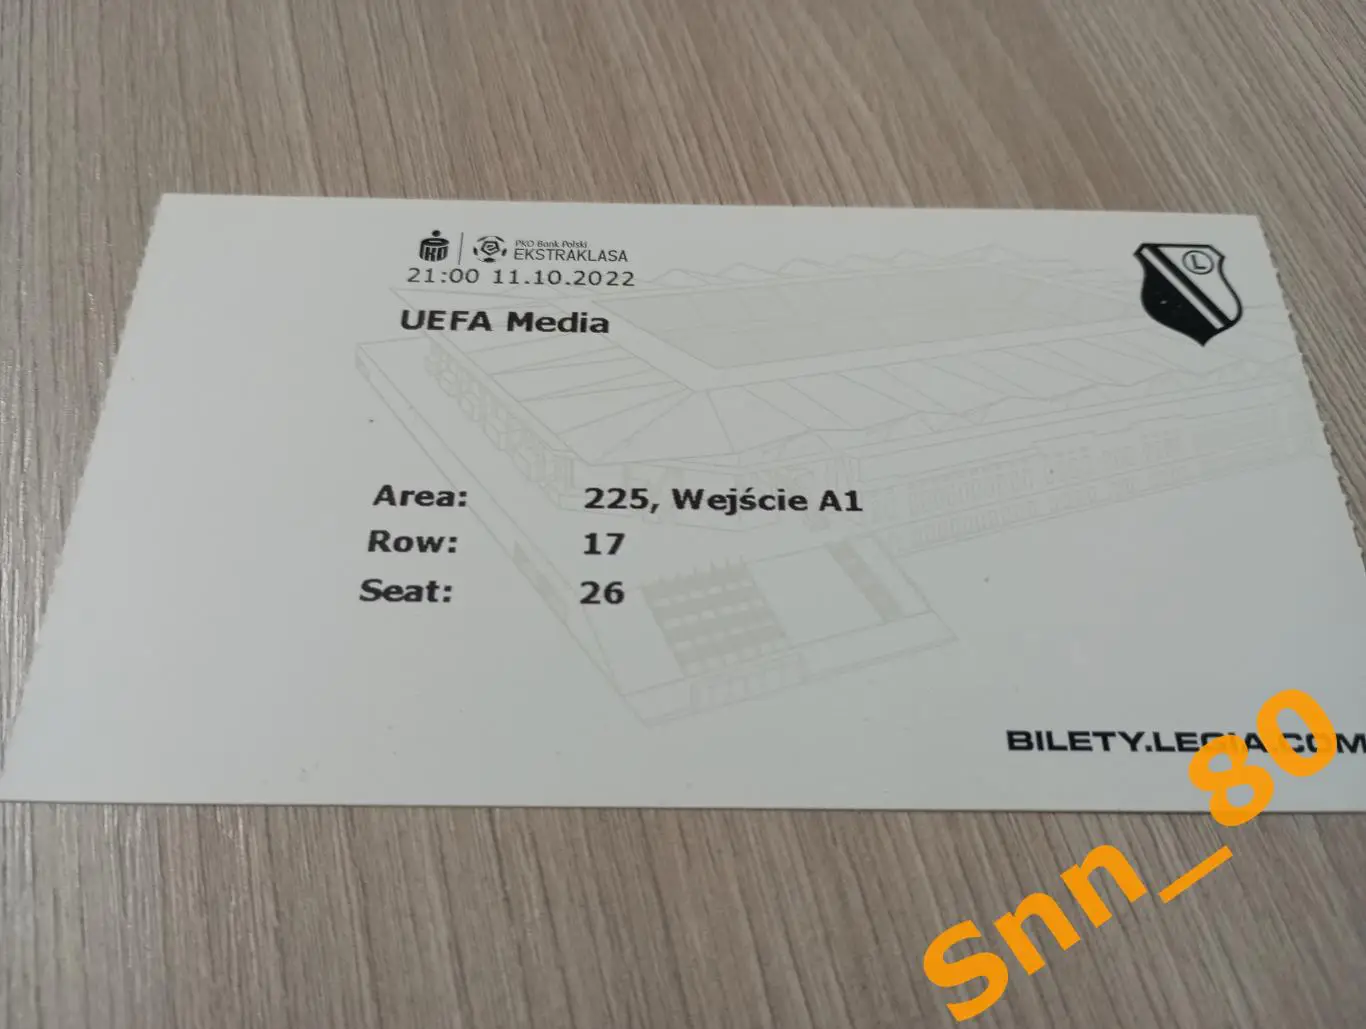 PKO
PKO Bank Polski
EKSTRAKLASA
21:00 11.10.2022
L
UEFA Media
Area: 225, Wejście A1
Row: 17
Seat: 26
BILETY.LEGIA.COM
Snn_80